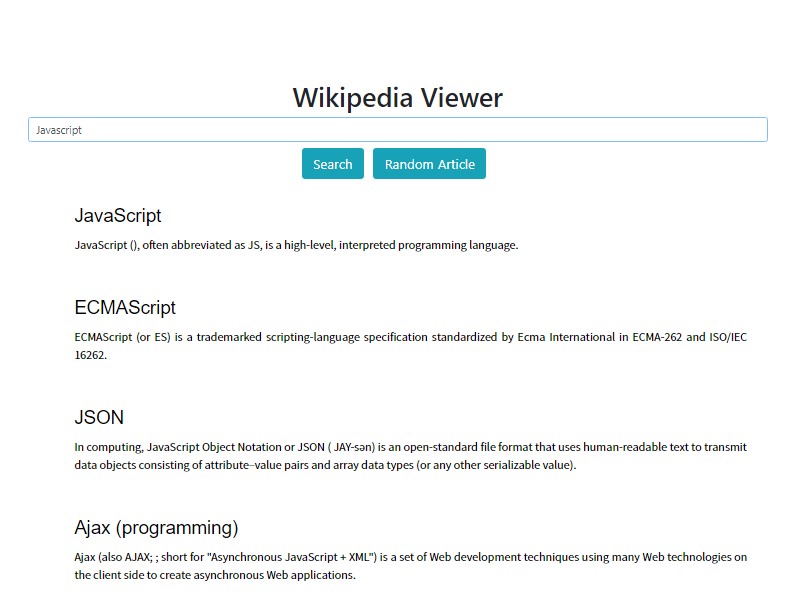 Wikipedia Viewer
Javascript
Search Random Article
JavaScript
JavaScript (), often abbreviated as JS, is a high-level, interpreted programming language.
ECMAScript
ECMAScript (or ES) is a trademarked scripting-language specification standardized by Ecma International in ECMA-262 and ISO/IEC
16262.
JSON
In computing, JavaScript Object Notation or JSON ( JAY-sən) is an open-standard file format that uses human-readable text to transmit
data objects consisting of attribute–value pairs and array data types (or any other serializable value).
Ajax (programming)
Ajax (also AJAX; ; short for "Asynchronous JavaScript + XML") is a set of Web development techniques using many Web technologies on
the client side to create asynchronous Web applications.